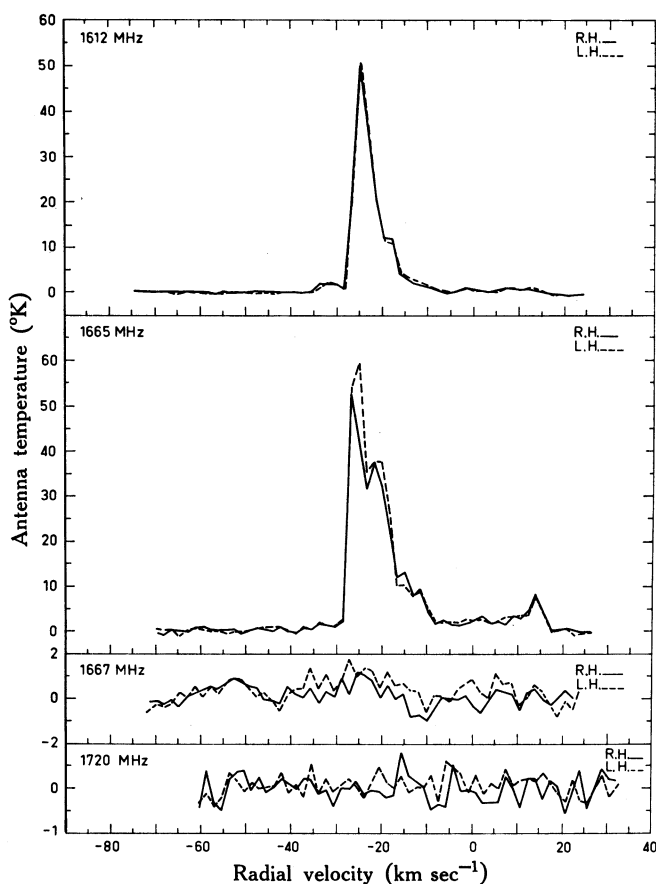 60
1612 MHz
R.H.
L.H.
50
40
30
20
10
0
1665 MHz
R.H.
L.H.
60
50
40
30
20
10
0
2
1667 MHz
R.H.
L.H.
0
-2
1720 MHz
R.H.
L.H.
0
-1
-80
-60
-40
-20
0
20
40
Antenna temperature (°K)
Radial velocity (km sec⁻¹)